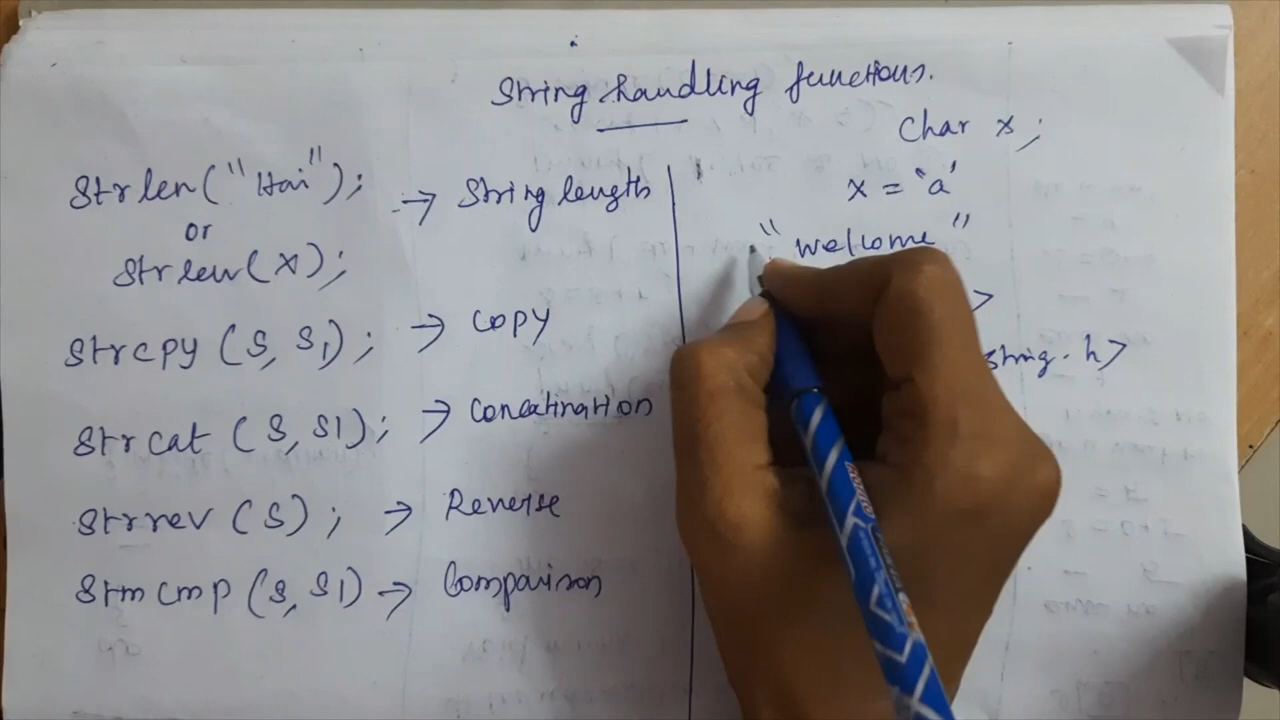 String handling functions.
Strlen("Hai"); → String length
or
Strlen(x);
Strcpy (S, S1); → Copy
Strcat (S, S1); → Concatination
Strrev (S); → Reverse
Stmcmp (S, S1) → Comparison
Char x;
x = 'a'
"welcome"
>
string.h>